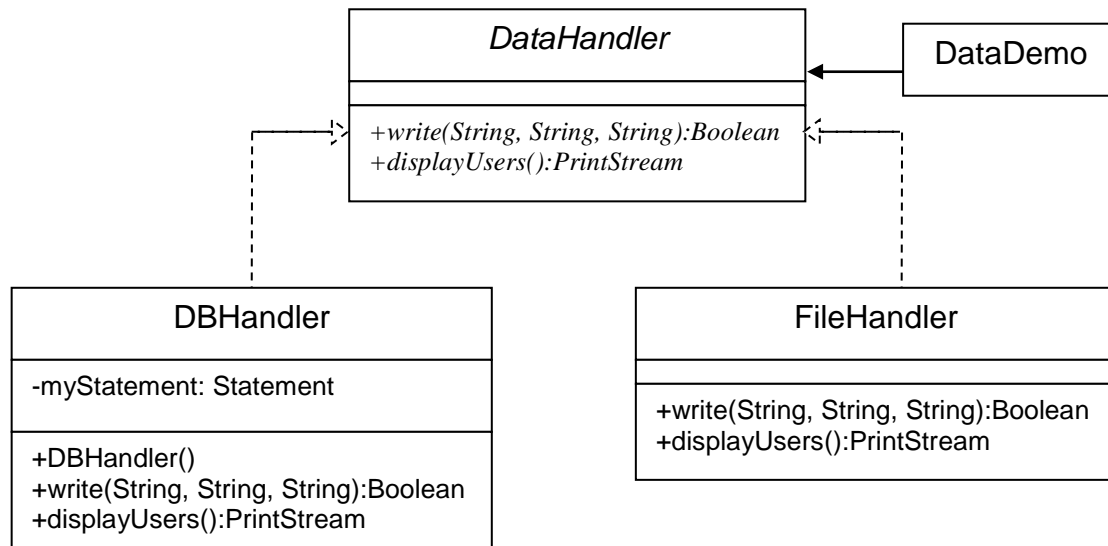 DataHandler
DataDemo
+write(String, String, String):Boolean
+displayUsers():PrintStream
DBHandler
-myStatement: Statement
+DBHandler()
+write(String, String, String):Boolean
+displayUsers():PrintStream
FileHandler
+write(String, String, String):Boolean
+displayUsers():PrintStream